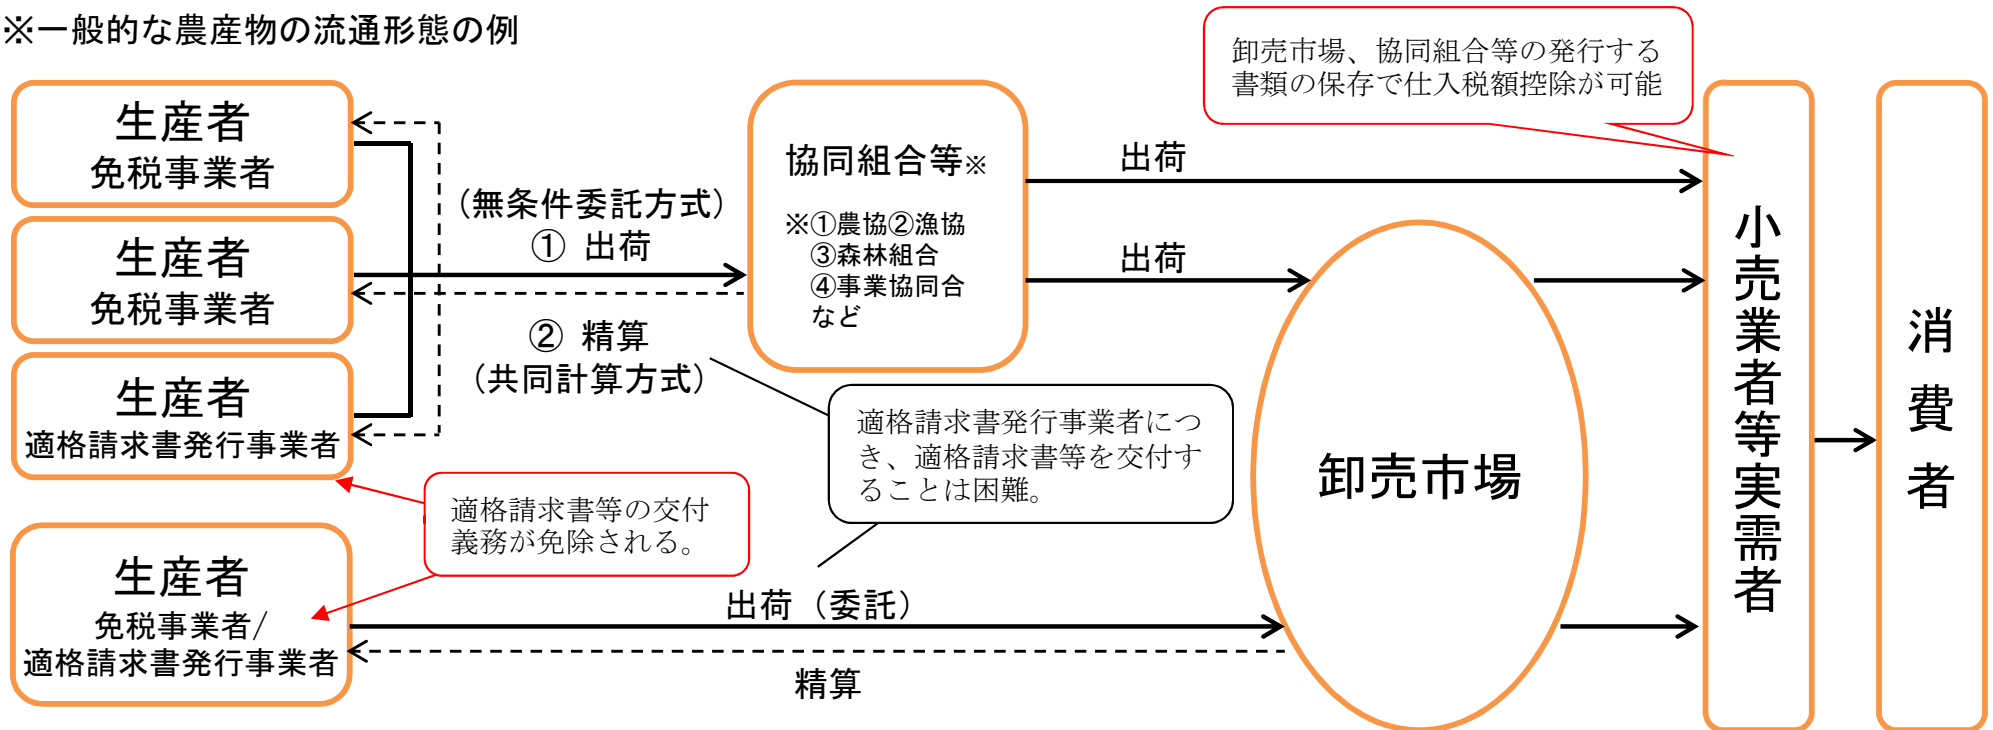 ※一般的な農産物の流通形態の例
卸売市場、協同組合等の発行する
書類の保存で仕入税額控除が可能
生産者
免税事業者
生産者
免税事業者
生産者
適格請求書発行事業者
(無条件委託方式)
① 出荷
② 精算
(共同計算方式)
協同組合等※
※①農協②漁協
③森林組合
④事業協同合
など
出荷
出荷
適格請求書発行事業者につ
き、適格請求書等を交付す
ることは困難。
適格請求書等の交付
義務が免除される。
生産者
免税事業者/
適格請求書発行事業者
出荷（委託）
精算
卸売市場
小売業者等実需者
消費者